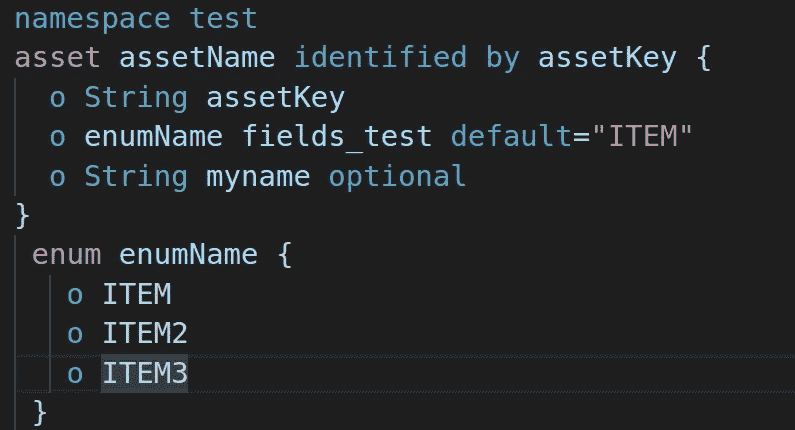 namespace test
asset assetName identified by assetKey {
  o String assetKey
  o enumName fields_test default="ITEM"
  o String myname optional
}
 enum enumName {
   o ITEM
   o ITEM2
   o ITEM3
 }